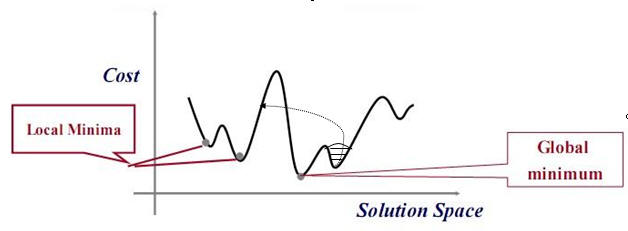 Cost
Local Minima
Global
minimum
Solution Space